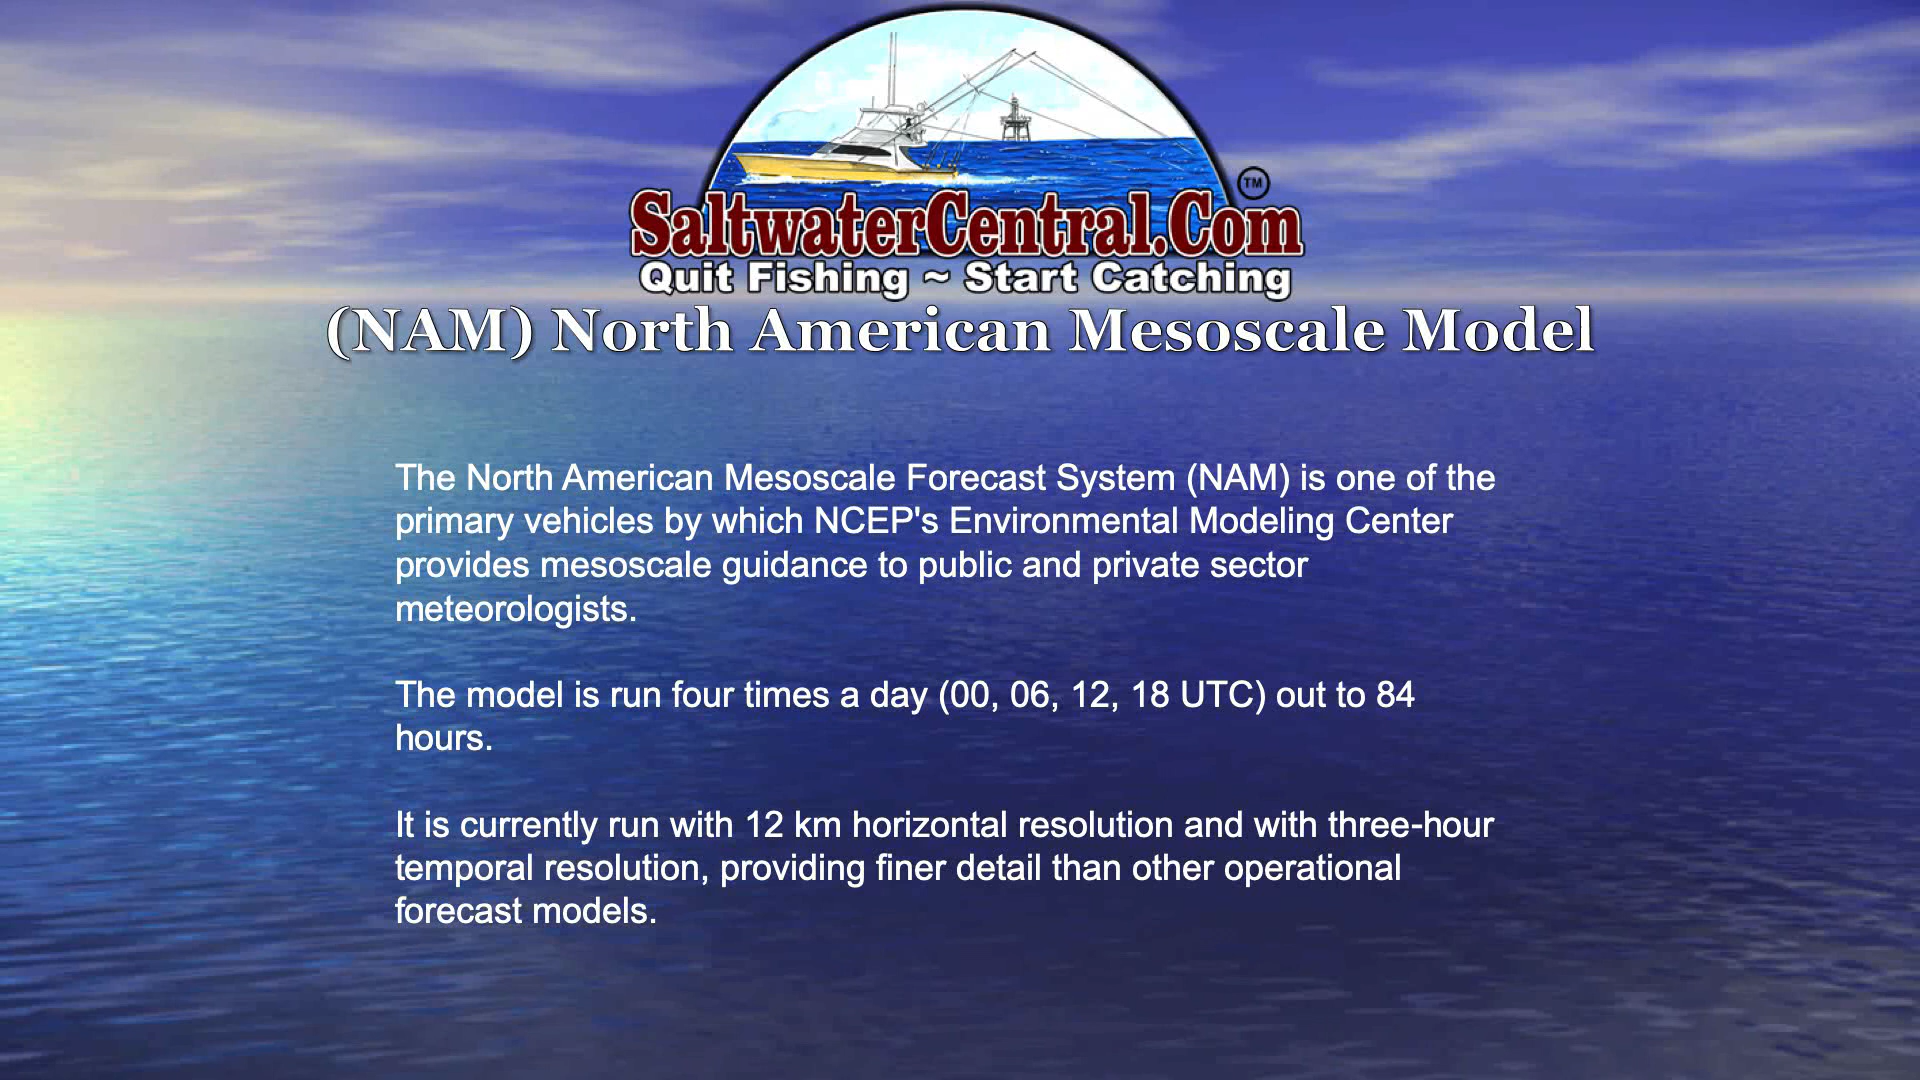 TM
SaltwaterCentral.Com
Quit Fishing ~ Start Catching
(NAM) North American Mesoscale Model
The North American Mesoscale Forecast System (NAM) is one of the
primary vehicles by which NCEP's Environmental Modeling Center
provides mesoscale guidance to public and private sector
meteorologists.
The model is run four times a day (00, 06, 12, 18 UTC) out to 84
hours.
It is currently run with 12 km horizontal resolution and with three-hour
temporal resolution, providing finer detail than other operational
forecast models.